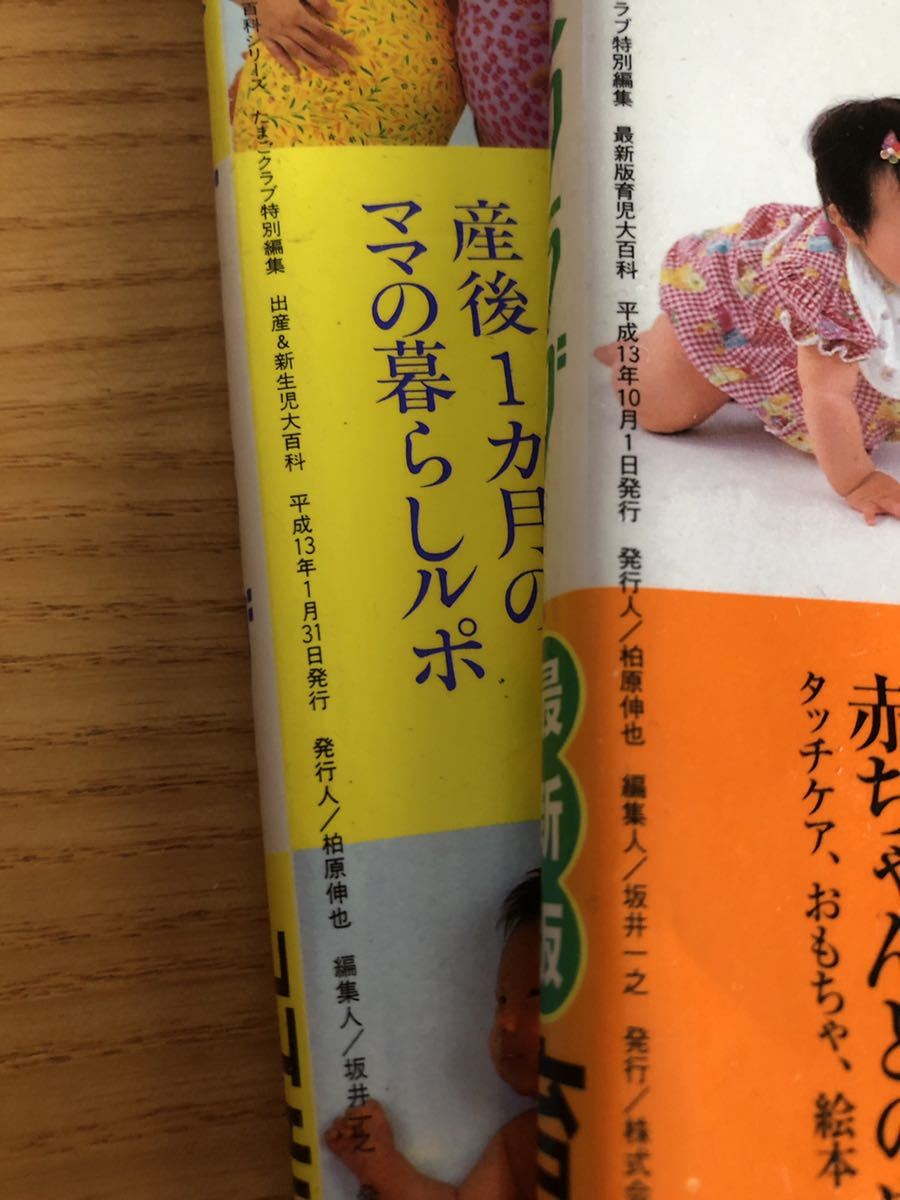 百科シリーズ たまごクラブ特別編集 出産&新生児大百科 平成13年1月31日発行 発行人/柏原伸也 編集人/坂井一之
産後1カ月の
ママの暮らしルポ
ラブ特別編集 最新版育児大百科 平成13年10月1日発行 発行人/柏原伸也 編集人/坂井一之 発行/株式会
最新版
赤ちゃんとの
タッチケア、おもちゃ、絵本